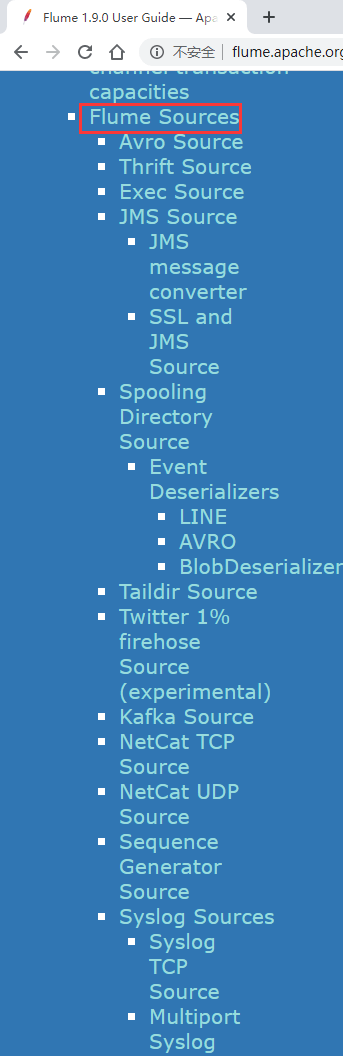 Flume 1.9.0 User Guide — Apa
不安全
flume.apache.org
channel transaction
capacities
Flume Sources
Avro Source
Thrift Source
Exec Source
JMS Source
JMS
message
converter
SSL and
JMS
Source
Spooling
Directory
Source
Event
Deserializers
LINE
AVRO
BlobDeserializer
Taildir Source
Twitter 1%
firehose
Source
(experimental)
Kafka Source
NetCat TCP
Source
NetCat UDP
Source
Sequence
Generator
Source
Syslog Sources
Syslog
TCP
Source
Multiport
Syslog